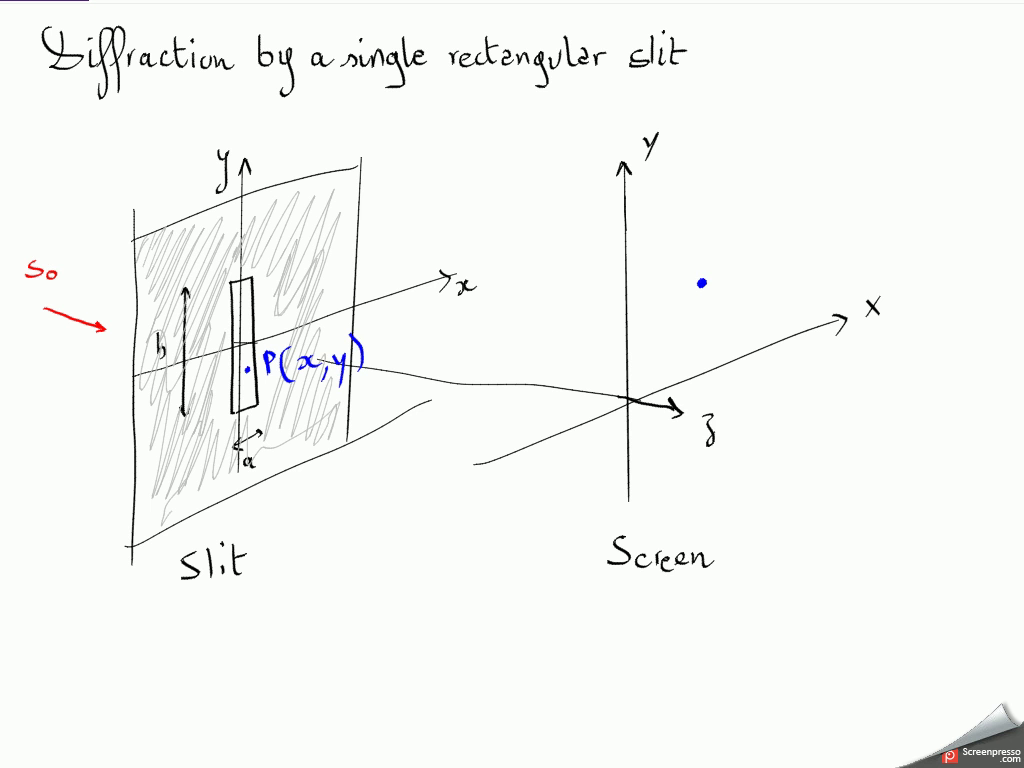 Diffraction by a single rectangular slit
y
y
S₀
x
X
b
P(x,y)
z
a
Slit
Screen
Screenpresso
.com